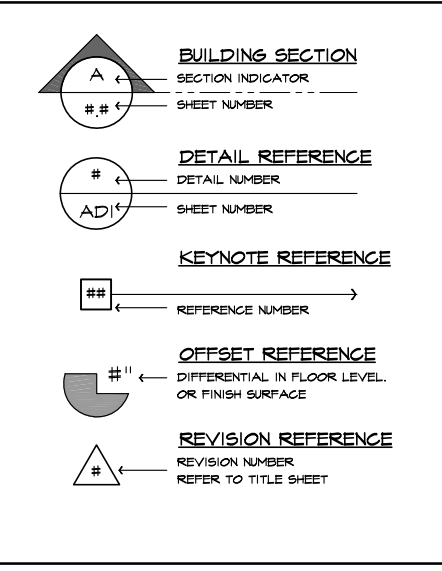 BUILDING SECTION
A
SECTION INDICATOR
#.#
SHEET NUMBER
DETAIL REFERENCE
#
DETAIL NUMBER
AD1
SHEET NUMBER
KEYNOTE REFERENCE
##
REFERENCE NUMBER
OFFSET REFERENCE
#"
DIFFERENTIAL IN FLOOR LEVEL.
OR FINISH SURFACE
REVISION REFERENCE
REVISION NUMBER
#
REFER TO TITLE SHEET